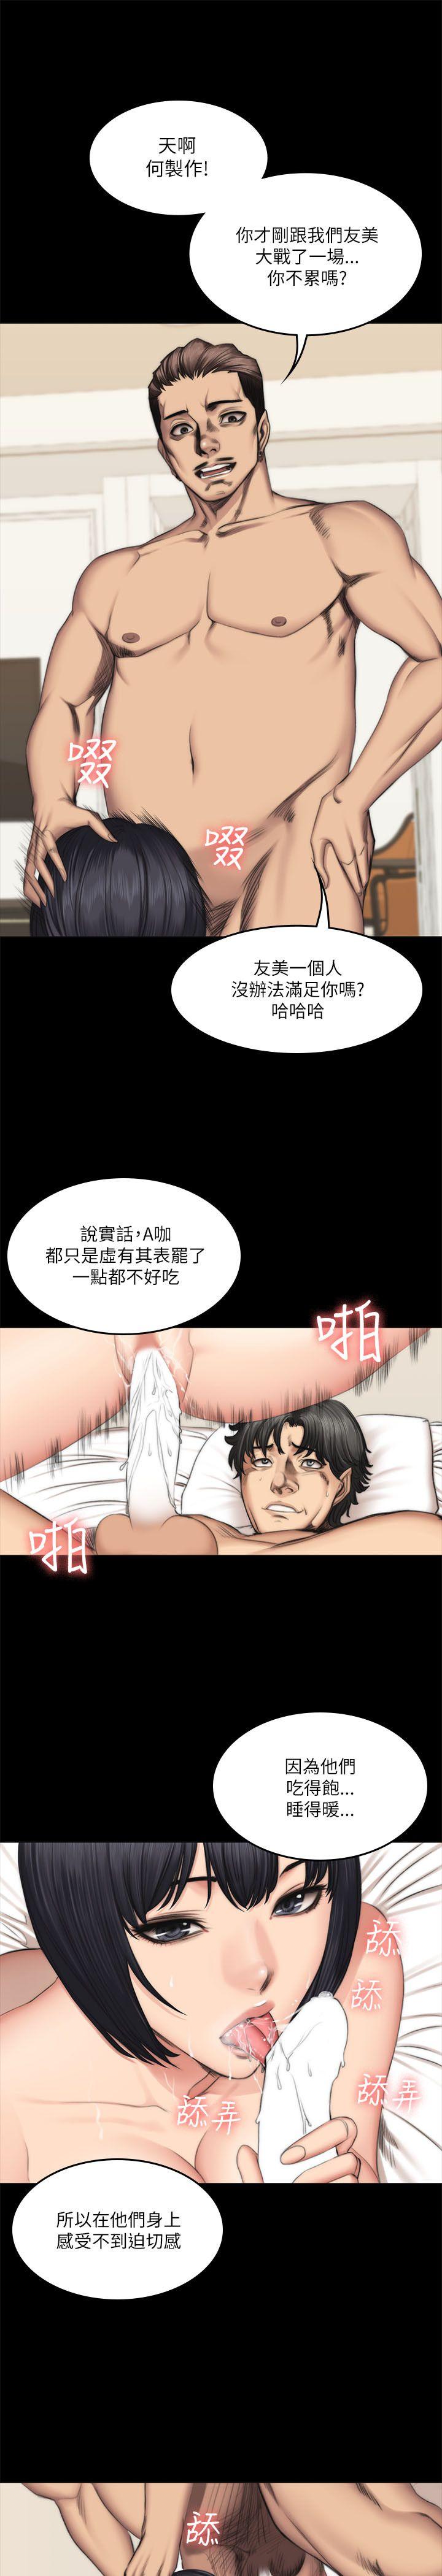 天啊
何製作!
你才剛跟我們友美
大戰了一場...
你不累嗎?
啜
啜
友美一個人
沒辦法滿足你嗎?
哈哈哈
說實話,A咖
都只是虛有其表罷了
一點都不好吃
啪
啪
因為他們
吃得飽...
睡得暖...
舔
舔
舔弄
舔弄
所以在他們身上
感受不到迫切感
舔